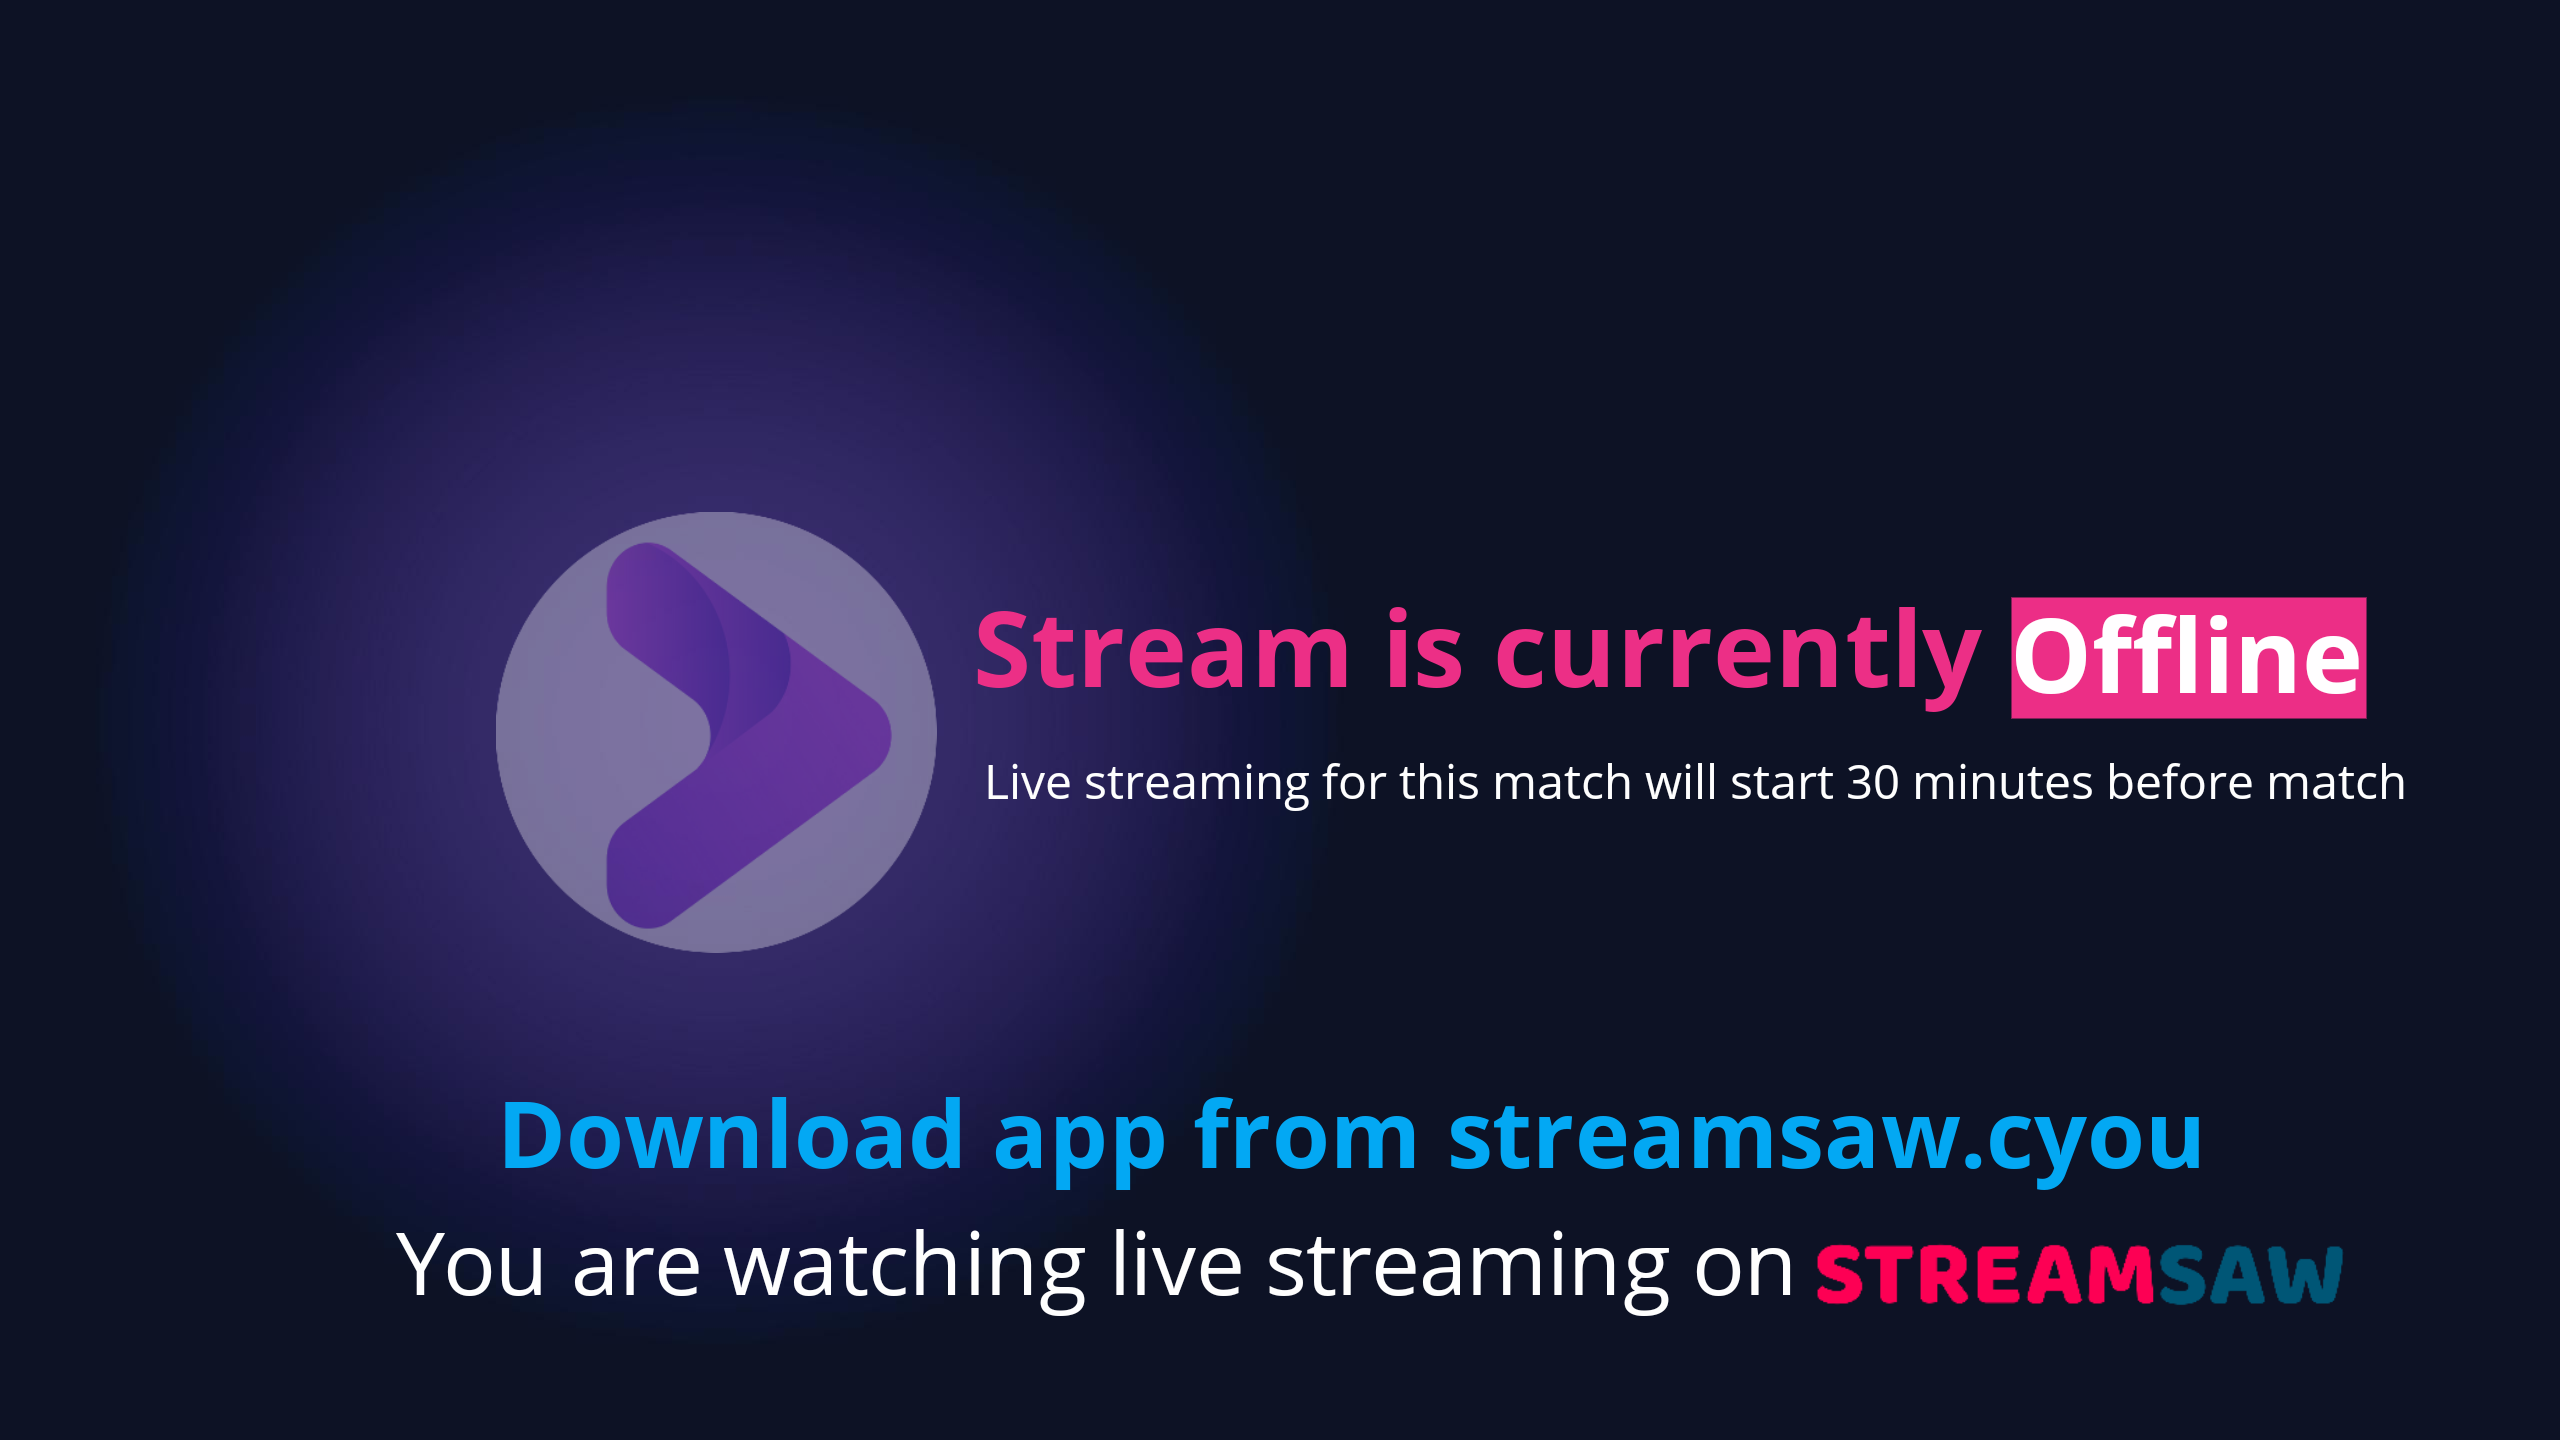 Stream is currently Offline
Live streaming for this match will start 30 minutes before match
Download app from streamsaw.cyou
You are watching live streaming on STREAMSAW